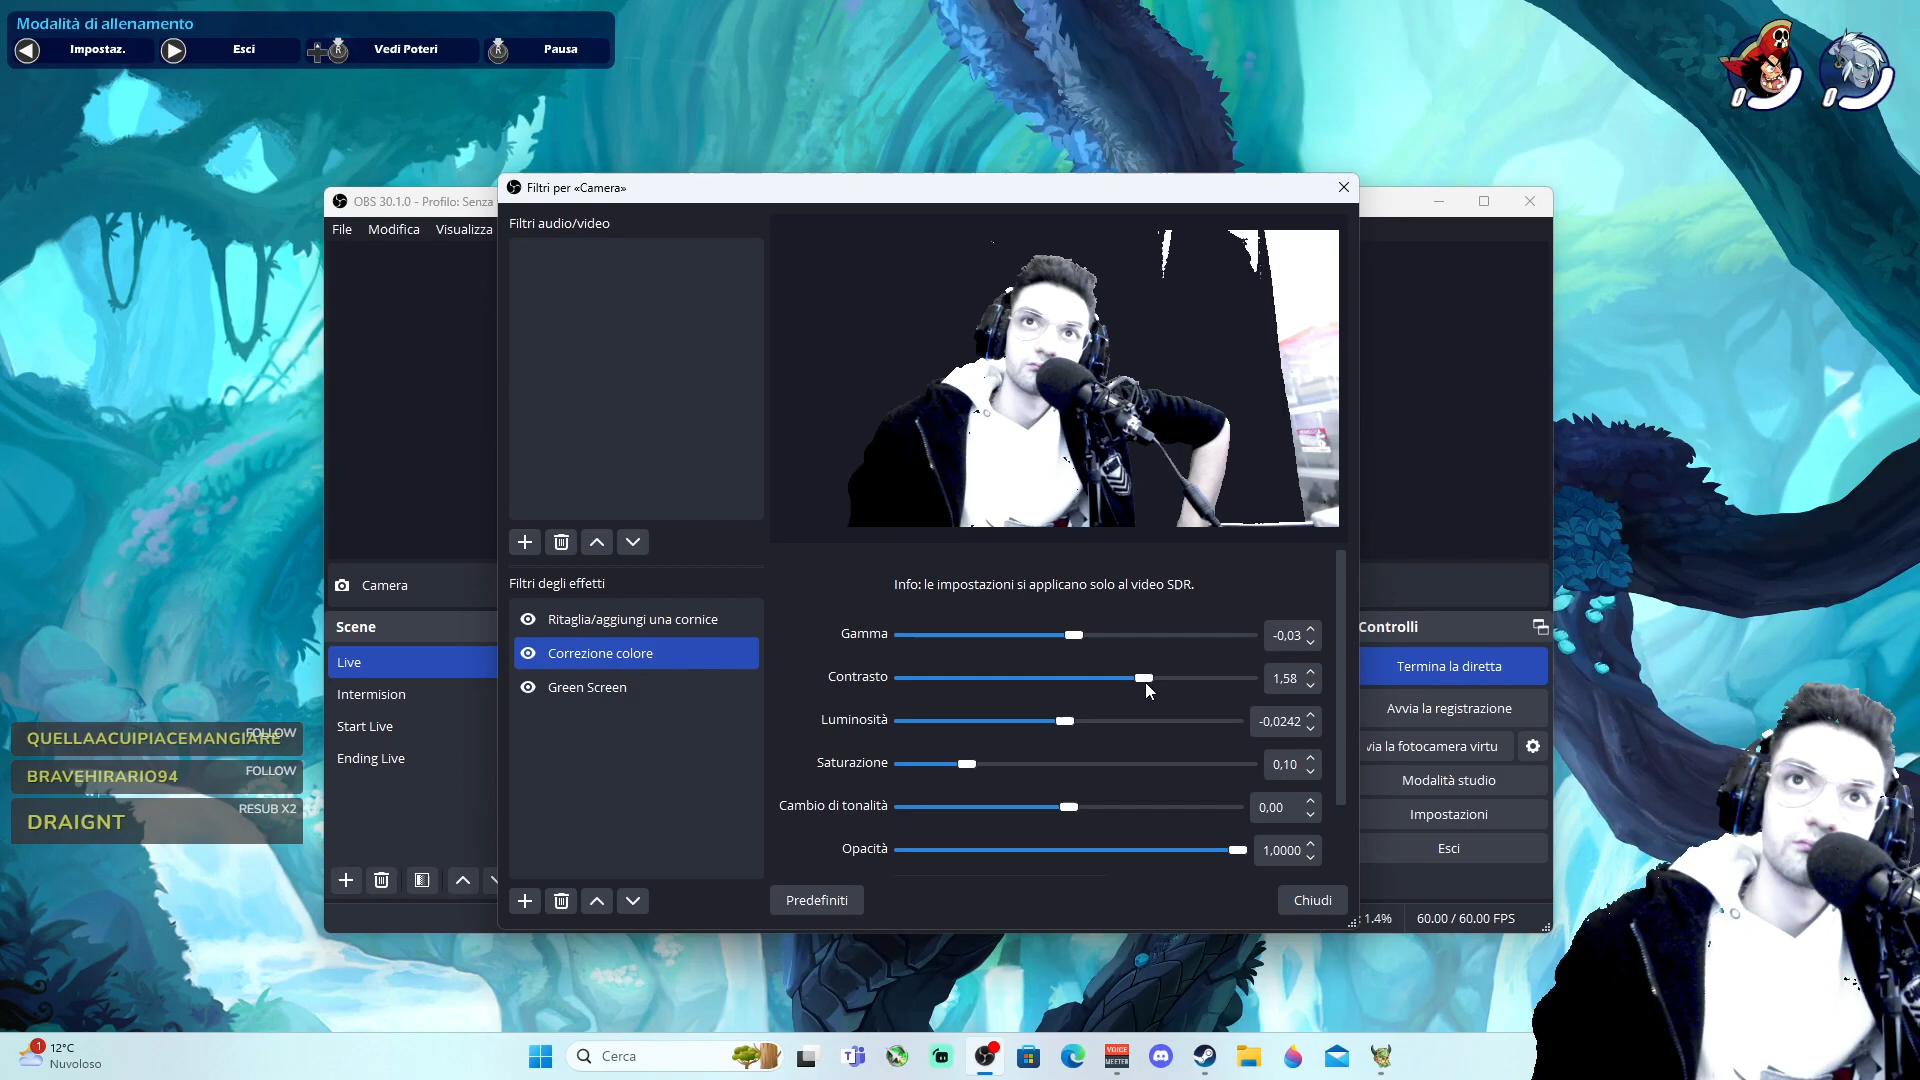 Modalità di allenamento
Impostaz.
Esci
R
Vedi Poteri
R
Pausa
0
0
OBS 30.1.0 - Profilo: Senza
File
Modifica
Visualizza
Filtri per «Camera»
Filtri audio/video
Filtri degli effetti
Ritaglia/aggiungi una cornice
Correzione colore
Green Screen
Info: le impostazioni si applicano solo al video SDR.
Gamma
-0,03
Contrasto
1,58
Luminosità
-0,0242
Saturazione
0,10
Cambio di tonalità
0,00
Opacità
1,0000
Predefiniti
Chiudi
Camera
Scene
Live
Intermision
Start Live
Ending Live
Controlli
Termina la diretta
Avvia la registrazione
via la fotocamera virtu
Modalità studio
Impostazioni
Esci
: 1.4%
60.00 / 60.00 FPS
QUELLAACUIPIACEMANGIARE
FOLLOW
BRAVEHIRARIO94
FOLLOW
DRAIGNT
RESUB X2
1
12°C
Nuvoloso
Cerca
VOICE
MEETER